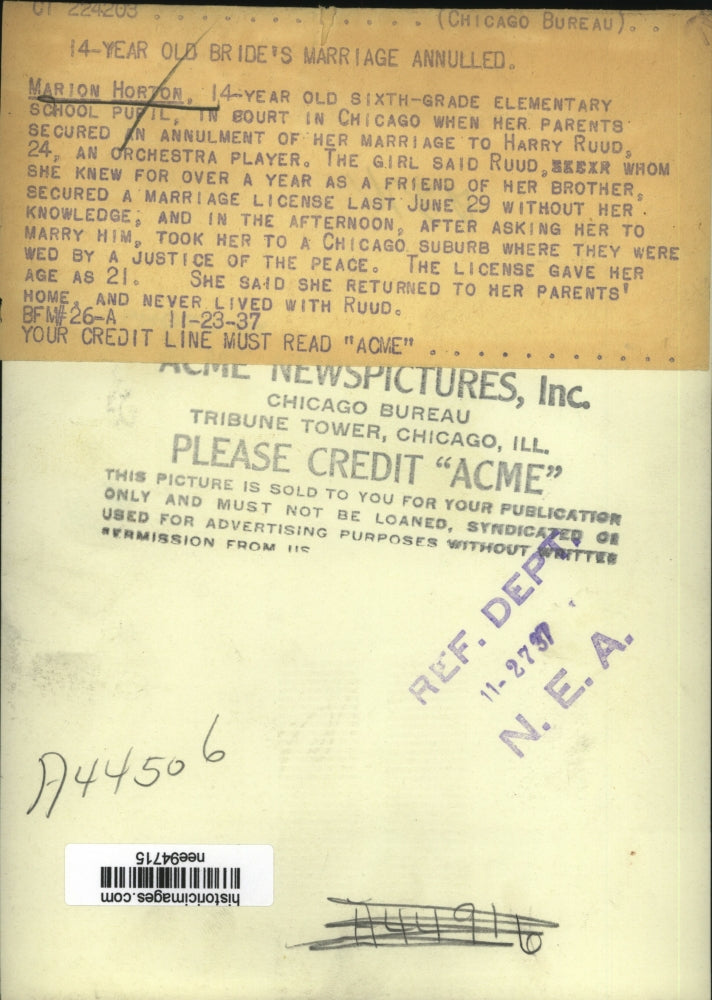 CT 224203 . . . . . . . . . . . (CHICAGO BUREAU). . .
14-YEAR OLD BRIDE'S MARRIAGE ANNULLED.
MARION HORTON, 14-YEAR OLD SIXTH-GRADE ELEMENTARY
SCHOOL PUPIL, IN COURT IN CHICAGO WHEN HER PARENTS
SECURED AN ANNULMENT OF HER MARRIAGE TO HARRY RUUD,
24, AN ORCHESTRA PLAYER. THE GIRL SAID RUUD, WHOM
SHE KNEW FOR OVER A YEAR AS A FRIEND OF HER BROTHER,
SECURED A MARRIAGE LICENSE LAST JUNE 29 WITHOUT HER
KNOWLEDGE, AND IN THE AFTERNOON, AFTER ASKING HER TO
MARRY HIM, TOOK HER TO A CHICAGO SUBURB WHERE THEY WERE
WED BY A JUSTICE OF THE PEACE. THE LICENSE GAVE HER
AGE AS 21. SHE SAID SHE RETURNED TO HER PARENTS'
HOME, AND NEVER LIVED WITH RUUD.
BFM# 26-A 11-23-37
YOUR CREDIT LINE MUST READ "ACME" . . . . . . . . . . . .
ACME NEWSPICTURES, Inc.
CHICAGO BUREAU
TRIBUNE TOWER, CHICAGO, ILL.
PLEASE CREDIT "ACME"
THIS PICTURE IS SOLD TO YOU FOR YOUR PUBLICATION
ONLY AND MUST NOT BE LOANED, SYNDICATED OR
USED FOR ADVERTISING PURPOSES WITHOUT WRITTEN
PERMISSION FROM US
REF. DEPT.
11-27 37
N. E. A.
A44506
historicimages.com
nee94715
A44916